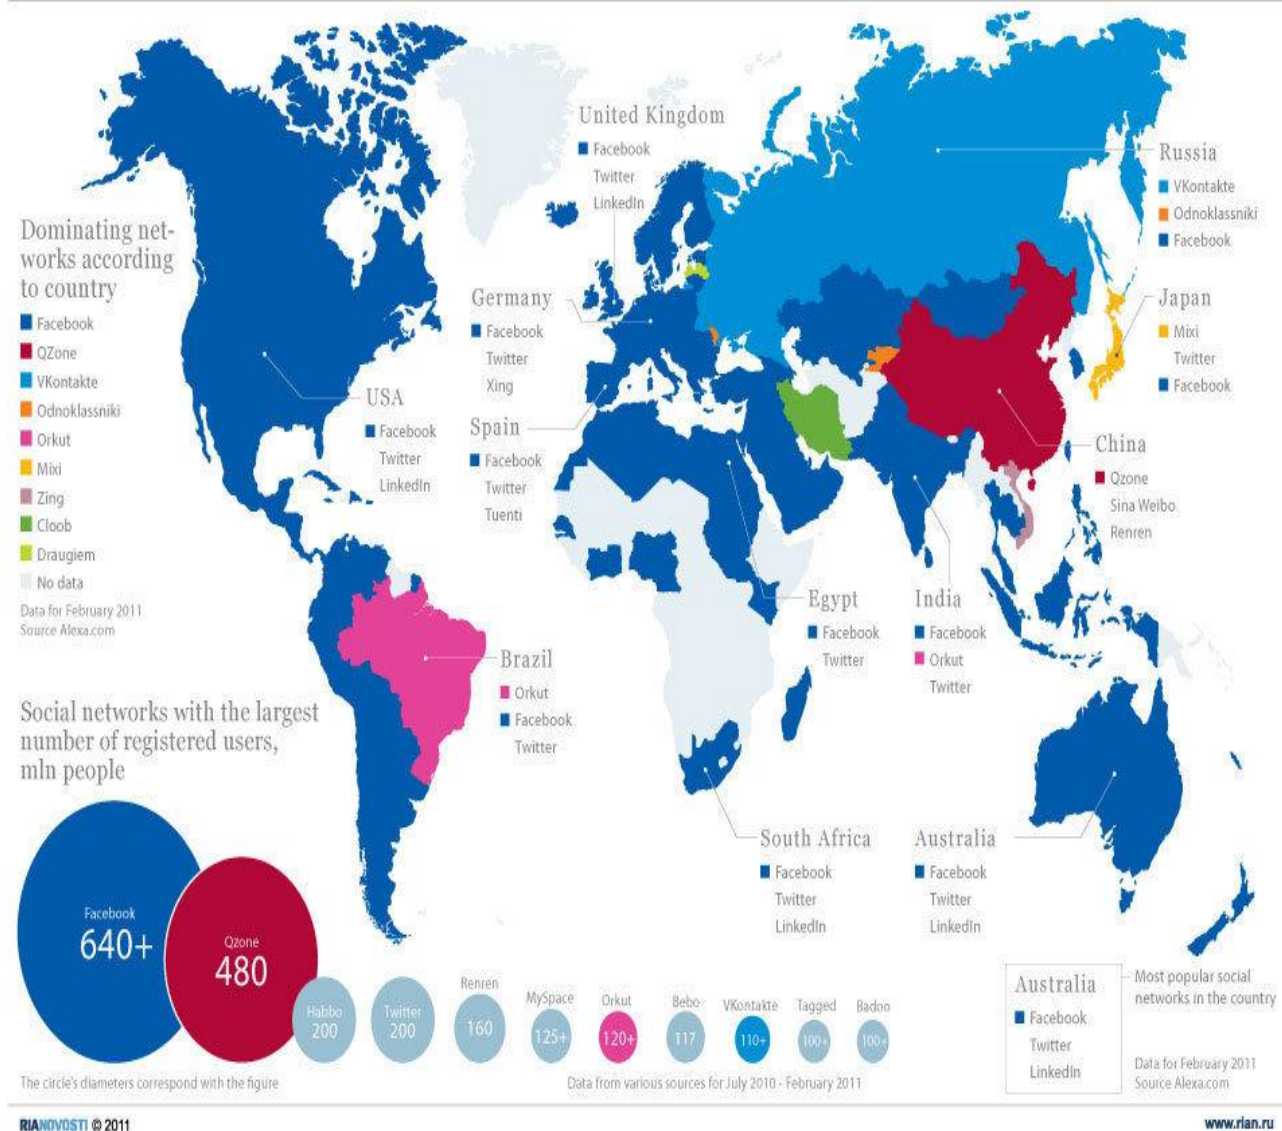 United Kingdom
Facebook
Twitter
LinkedIn
Russia
VKontakte
Odnoklassniki
Facebook
Dominating net-
works according
to country
Facebook
QZone
VKontakte
Odnoklassniki
Orkut
Mixi
Zing
Cloob
Draugiem
No data
Data for February 2011
Source Alexa.com
Germany
Facebook
Twitter
Xing
Japan
Mixi
Twitter
Facebook
USA
Facebook
Twitter
LinkedIn
Spain
Facebook
Twitter
Tuenti
China
Qzone
Sina Weibo
Renren
Egypt
Facebook
Twitter
India
Facebook
Orkut
Twitter
Brazil
Orkut
Facebook
Twitter
Social networks with the largest
number of registered users,
mln people
South Africa
Facebook
Twitter
LinkedIn
Australia
Facebook
Twitter
LinkedIn
Facebook
640+
Qzone
480
Habbo
200
Twitter
200
Renren
160
MySpace
125+
Orkut
120+
Bebo
117
VKontakte
110+
Tagged
100+
Badoo
100+
Australia
Facebook
Twitter
LinkedIn
Most popular social
networks in the country
Data for February 2011
Source Alexa.com
The circle's diameters correspond with the figure
Data from various sources for July 2010 - February 2011
RIANOVOSTI © 2011
www.rian.ru